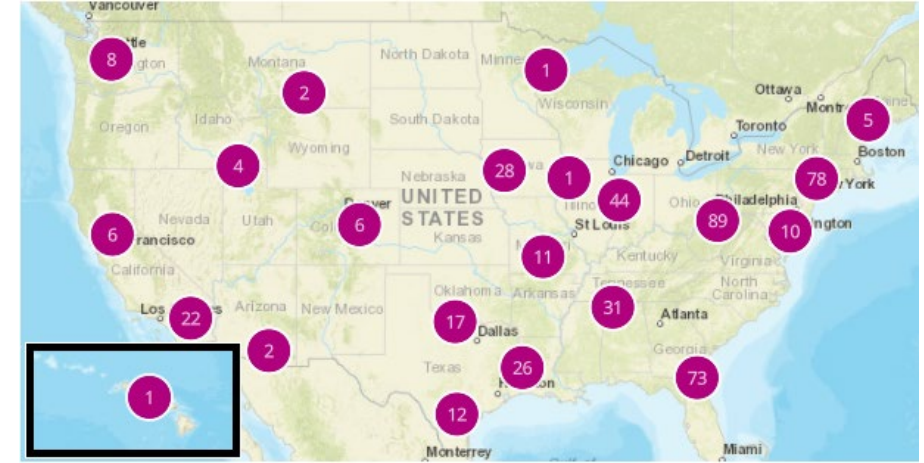 Vancouver
8
Montana
2
North Dakota
1
Wisconsin
Ottawa
5
Toronto
Oregon
Idaho
South Dakota
Wyoming
4
Nebraska
28
1
Chicago
Detroit
New York
Boston
78
York
44
Ohio
Philadelphia
89
10
UNITED
STATES
6
Nevada
Utah
6
Kansas
St Louis
11
Kentucky
Virginia
California
Oklahoma
Arkansas
Tennessee
31
North
Carolina
22
Arizona
New Mexico
17
Dallas
Atlanta
Georgia
2
Texas
26
73
1
12
Monterrey
Miami